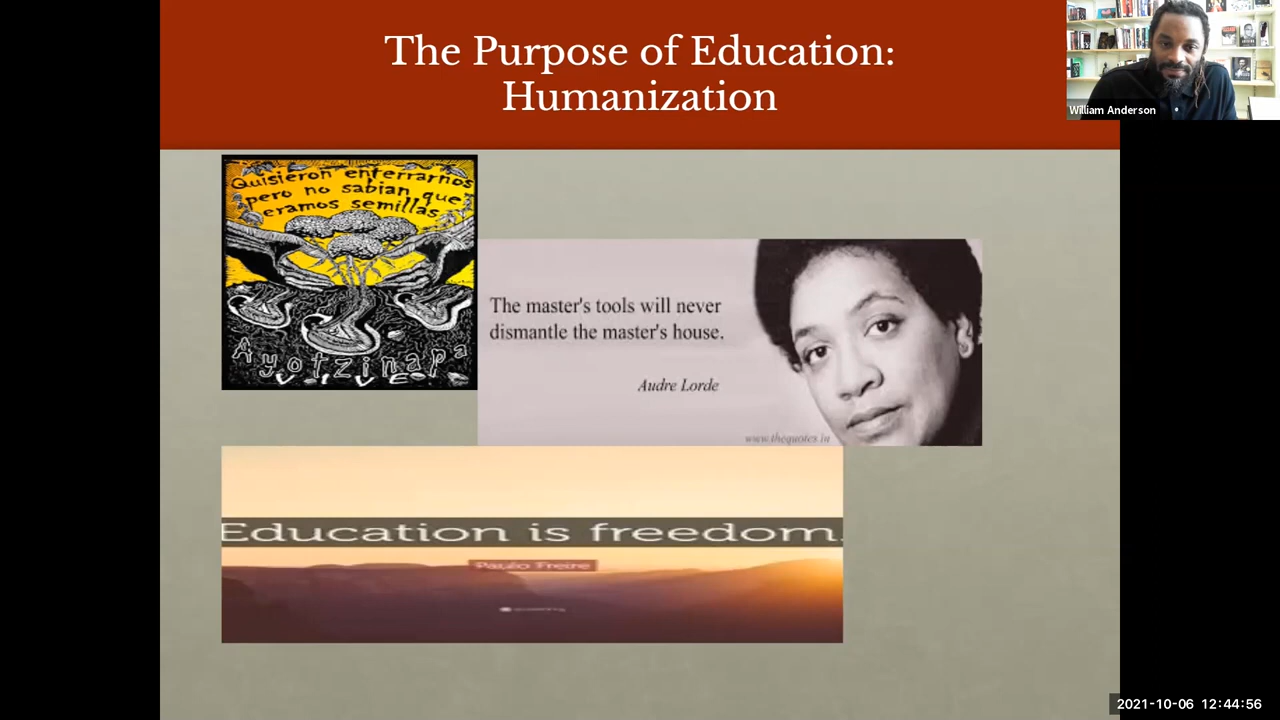 The Purpose of Education:
Humanization
William Anderson
Quisieron enterrarnos
pero no sabian que
eramos semillas
Ayotzinapa
VIVE
The master's tools will never
dismantle the master's house.
Audre Lorde
www.thequotes.in
Education is freedom.
Paulo Freire
2021-10-06 12:44:56